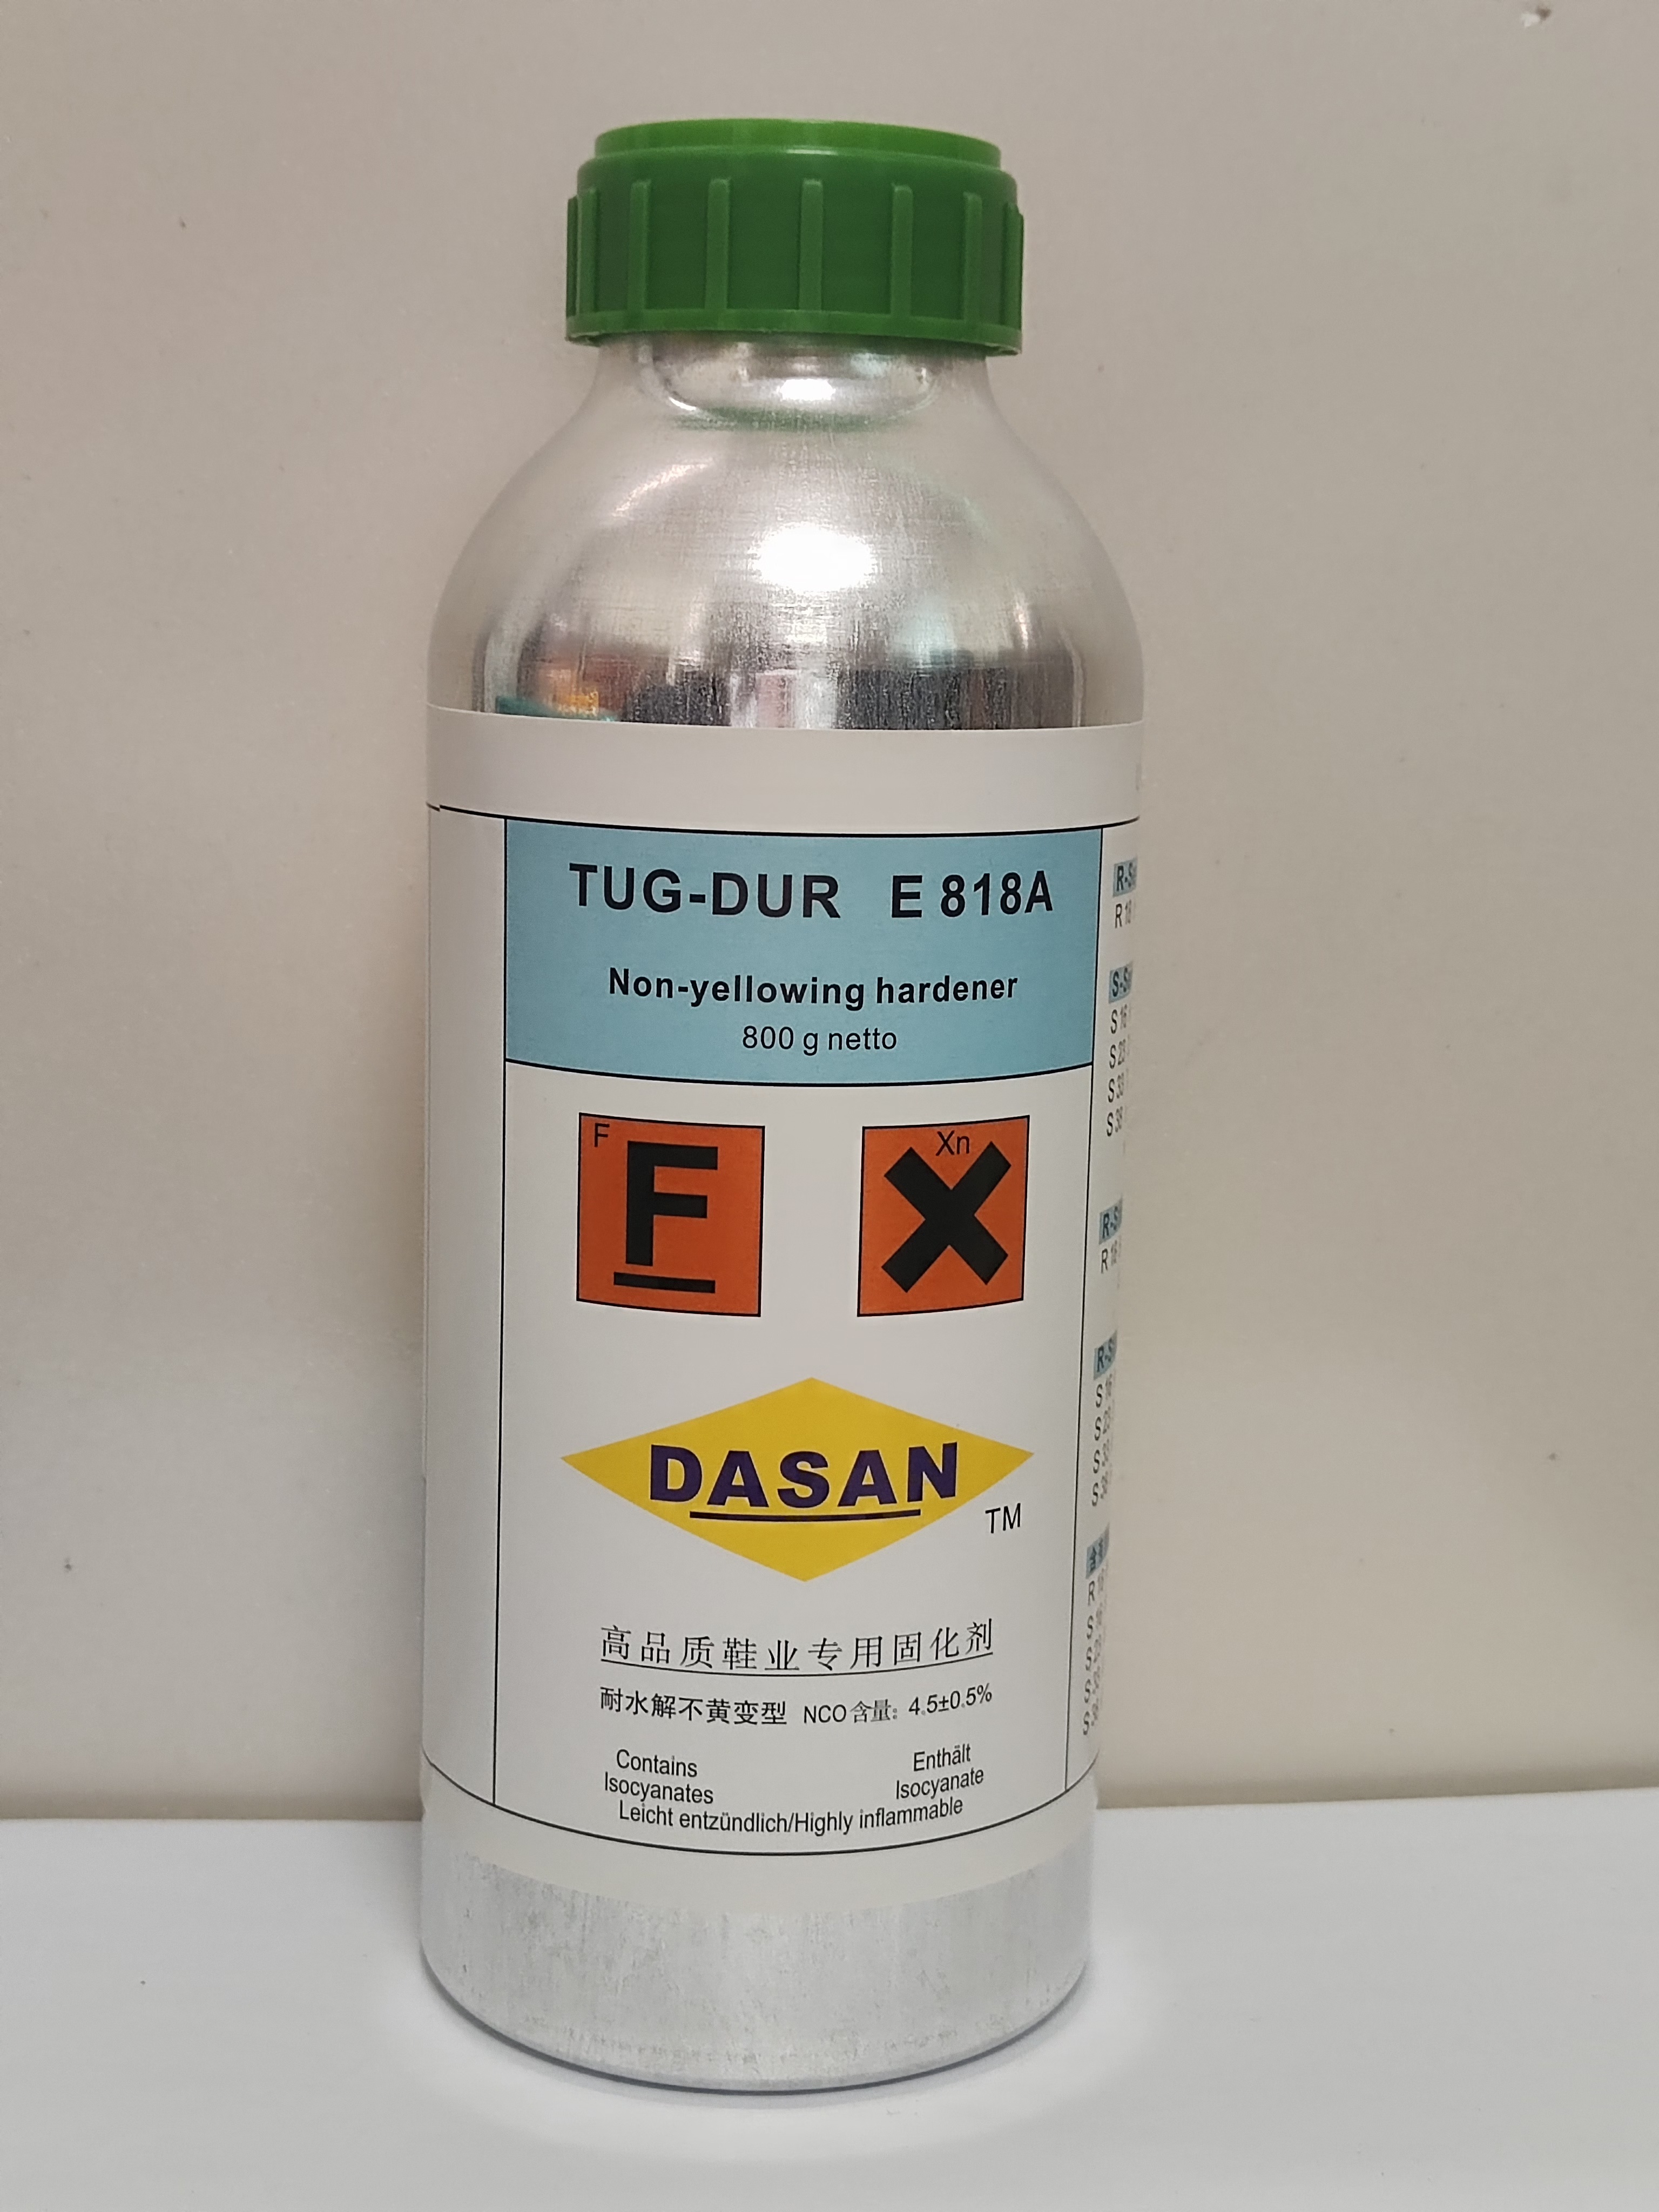 TUG-DUR E 818A
Non-yellowing hardener
800 g netto
F
F
Xn
DASAN
TM
高品质鞋业专用固化剂
耐水解不黄变型 NCO含量：4.5±0.5%
Contains
Isocyanates
Enthält
Isocyanate
Leicht entzündlich/Highly inflammable